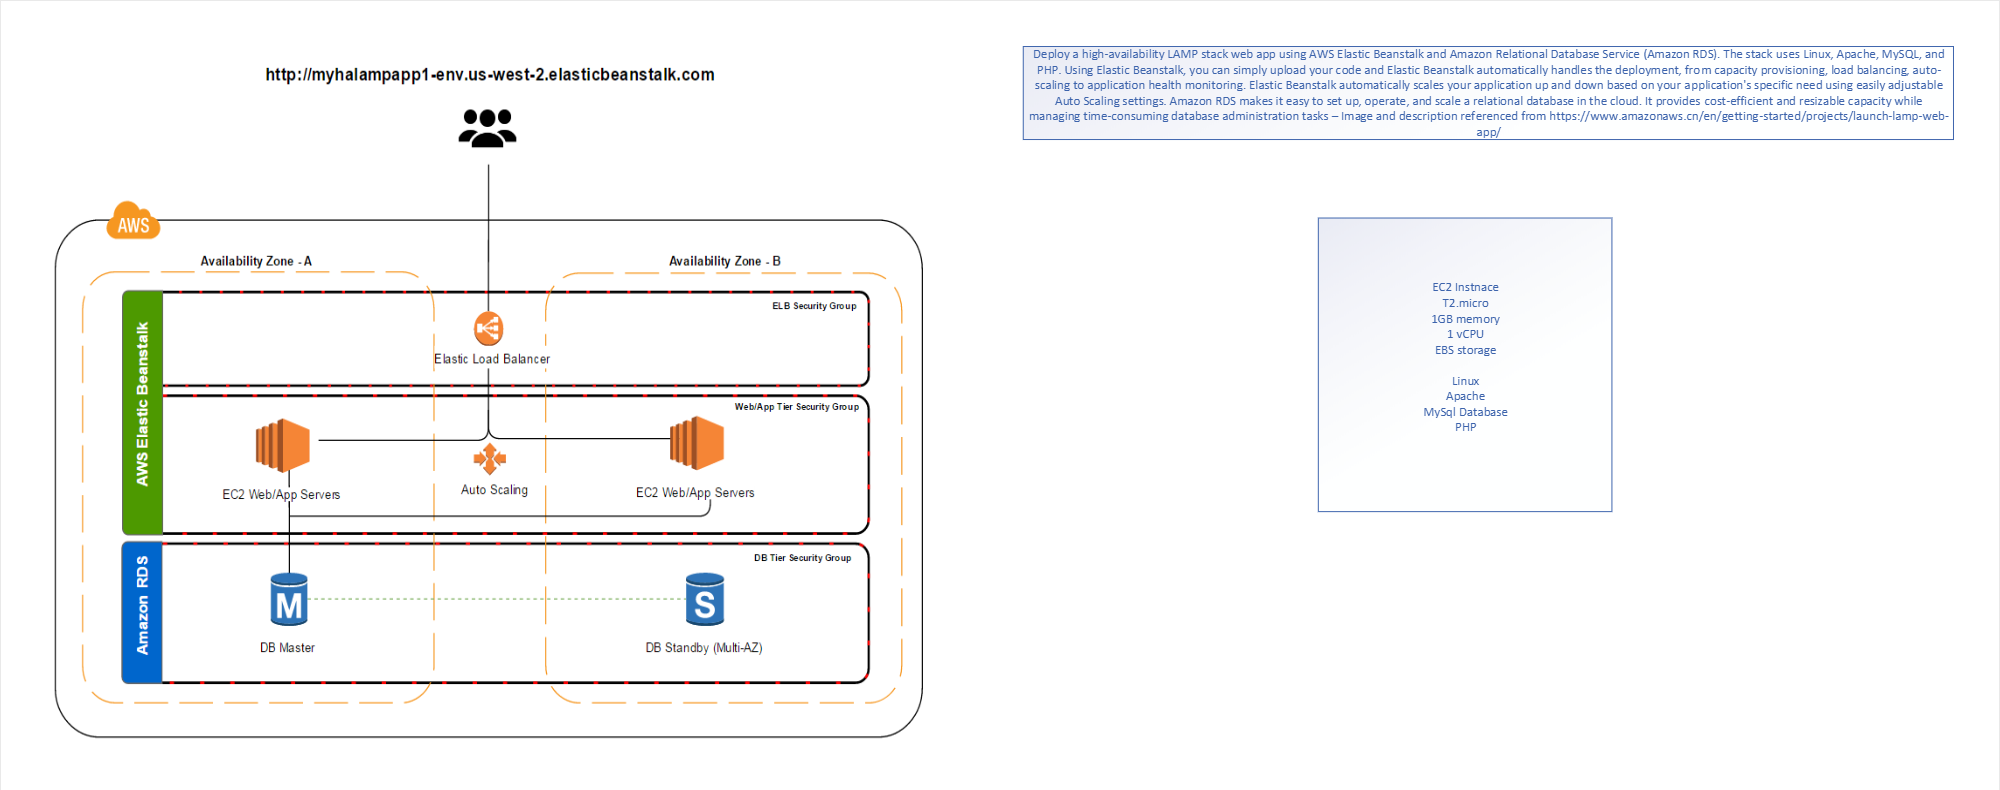 http://myhalampapp1-env.us-west-2.elasticbeanstalk.com
AWS
Availability Zone - A
Availability Zone - B
AWS Elastic Beanstalk
ELB Security Group
Elastic Load Balancer
Web/App Tier Security Group
EC2 Web/App Servers
Auto Scaling
EC2 Web/App Servers
Amazon RDS
DB Tier Security Group
M
S
DB Master
DB Standby (Multi-AZ)
Deploy a high-availability LAMP stack web app using AWS Elastic Beanstalk and Amazon Relational Database Service (Amazon RDS). The stack uses Linux, Apache, MySQL, and
PHP. Using Elastic Beanstalk, you can simply upload your code and Elastic Beanstalk automatically handles the deployment, from capacity provisioning, load balancing, auto-
scaling to application health monitoring. Elastic Beanstalk automatically scales your application up and down based on your application's specific need using easily adjustable
Auto Scaling settings. Amazon RDS makes it easy to set up, operate, and scale a relational database in the cloud. It provides cost-efficient and resizable capacity while
managing time-consuming database administration tasks – Image and description referenced from https://www.amazonaws.cn/en/getting-started/projects/launch-lamp-web-
app/
EC2 Instnace
T2.micro
1GB memory
1 vCPU
EBS storage
Linux
Apache
MySql Database
PHP